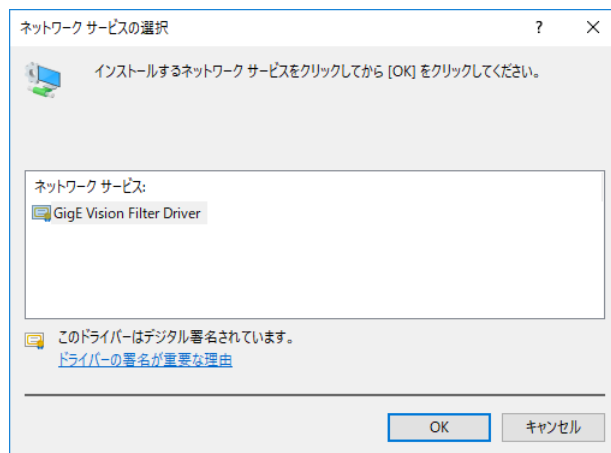 ネットワーク サービスの選択
インストールするネットワーク サービスをクリックしてから [OK] をクリックしてください。
ネットワーク サービス:
GigE Vision Filter Driver
このドライバーはデジタル署名されています。
ドライバーの署名が重要な理由
OK
キャンセル